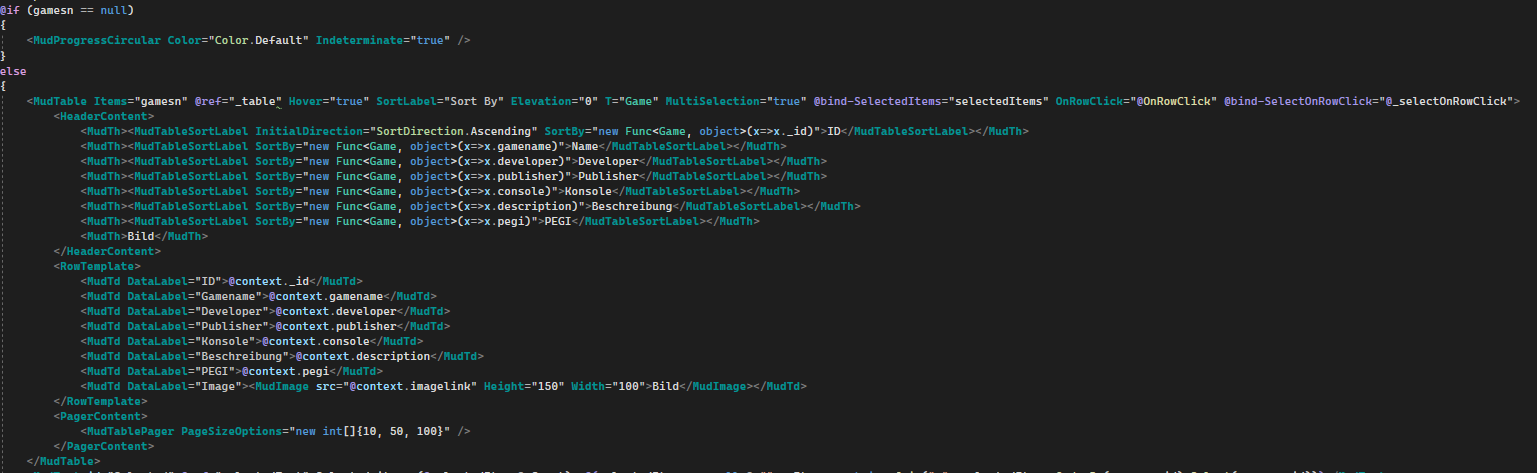 @if (gamesn == null)
{
<MudProgressCircular Color="Color.Default" Indeterminate="true" />
}
else
{
<MudTable Items="gamesn" @ref="_table" Hover="true" SortLabel="Sort By" Elevation="0" T="Game" MultiSelection="true" @bind-SelectedItems="selectedItems" OnRowClick="@OnRowClick" @bind-SelectOnRowClick="@_selectOnRowClick">
<HeaderContent>
<MudTh><MudTableSortLabel InitialDirection="SortDirection.Ascending" SortBy="new Func<Game, object>(x=>x._id)">ID</MudTableSortLabel></MudTh>
<MudTh><MudTableSortLabel SortBy="new Func<Game, object>(x=>x.gamename)">Name</MudTableSortLabel></MudTh>
<MudTh><MudTableSortLabel SortBy="new Func<Game, object>(x=>x.developer)">Developer</MudTableSortLabel></MudTh>
<MudTh><MudTableSortLabel SortBy="new Func<Game, object>(x=>x.publisher)">Publisher</MudTableSortLabel></MudTh>
<MudTh><MudTableSortLabel SortBy="new Func<Game, object>(x=>x.console)">Konsole</MudTableSortLabel></MudTh>
<MudTh><MudTableSortLabel SortBy="new Func<Game, object>(x=>x.description)">Beschreibung</MudTableSortLabel></MudTh>
<MudTh><MudTableSortLabel SortBy="new Func<Game, object>(x=>x.pegi)">PEGI</MudTableSortLabel></MudTh>
<MudTh>Bild</MudTh>
</HeaderContent>
<RowTemplate>
<MudTd DataLabel="ID">@context._id</MudTd>
<MudTd DataLabel="Gamename">@context.gamename</MudTd>
<MudTd DataLabel="Developer">@context.developer</MudTd>
<MudTd DataLabel="Publisher">@context.publisher</MudTd>
<MudTd DataLabel="Konsole">@context.console</MudTd>
<MudTd DataLabel="Beschreibung">@context.description</MudTd>
<MudTd DataLabel="PEGI">@context.pegi</MudTd>
<MudTd DataLabel="Image"><MudImage src="@context.imagelink" Height="150" Width="100">Bild</MudImage></MudTd>
</RowTemplate>
<PagerContent>
<MudTablePager PageSizeOptions="new int[]{10, 50, 100}" />
</PagerContent>
</MudTable>